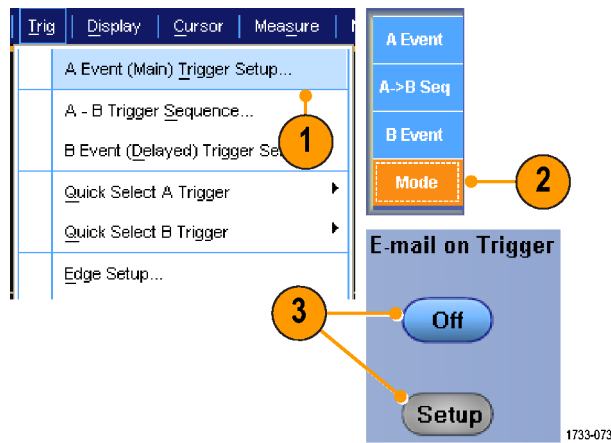 Trig Display Cursor Measure
A Event (Main) Trigger Setup...
A - B Trigger Sequence...
B Event (Delayed) Trigger Se
Quick Select A Trigger
Quick Select B Trigger
Edge Setup...
1
A Event
A->B Seq
B Event
Mode
2
E-mail on Trigger
Off
3
Setup
1733-073